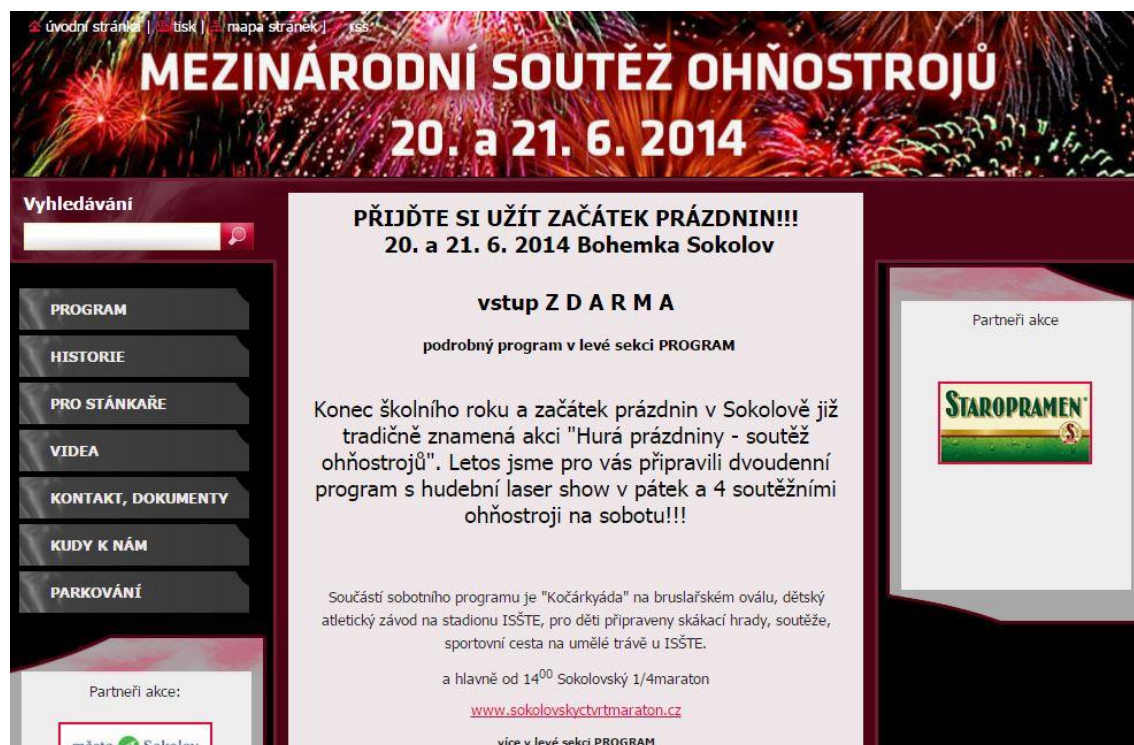 úvodní stránka | tisk | mapa stránek | rss
MEZINÁRODNÍ SOUTĚŽ OHŇOSTROJŮ
20. a 21. 6. 2014
Vyhledávání
PROGRAM
HISTORIE
PRO STÁNKAŘE
VIDEA
KONTAKT, DOKUMENTY
KUDY K NÁM
PARKOVÁNÍ
Partneři akce:
město Sokolov
PŘIJĎTE SI UŽÍT ZAČÁTEK PRÁZDNIN!!!
20. a 21. 6. 2014 Bohemka Sokolov
vstup Z D A R M A
podrobný program v levé sekci PROGRAM
Konec školního roku a začátek prázdnin v Sokolově již
tradičně znamená akci "Hurá prázdniny - soutěž
ohňostrojů". Letos jsme pro vás připravili dvoudenní
program s hudební laser show v pátek a 4 soutěžními
ohňostroji na sobotu!!!
Součástí sobotního programu je "Kočárkyáda" na bruslařském oválu, dětský
atletický závod na stadionu ISŠTE, pro děti připraveny skákací hrady, soutěže,
sportovní cesta na umělé trávě u ISŠTE.
a hlavně od 14⁰⁰ Sokolovský 1/4maraton
www.sokolovskyctvrtmaraton.cz
více v levé sekci PROGRAM
Partneři akce
STAROPRAMEN